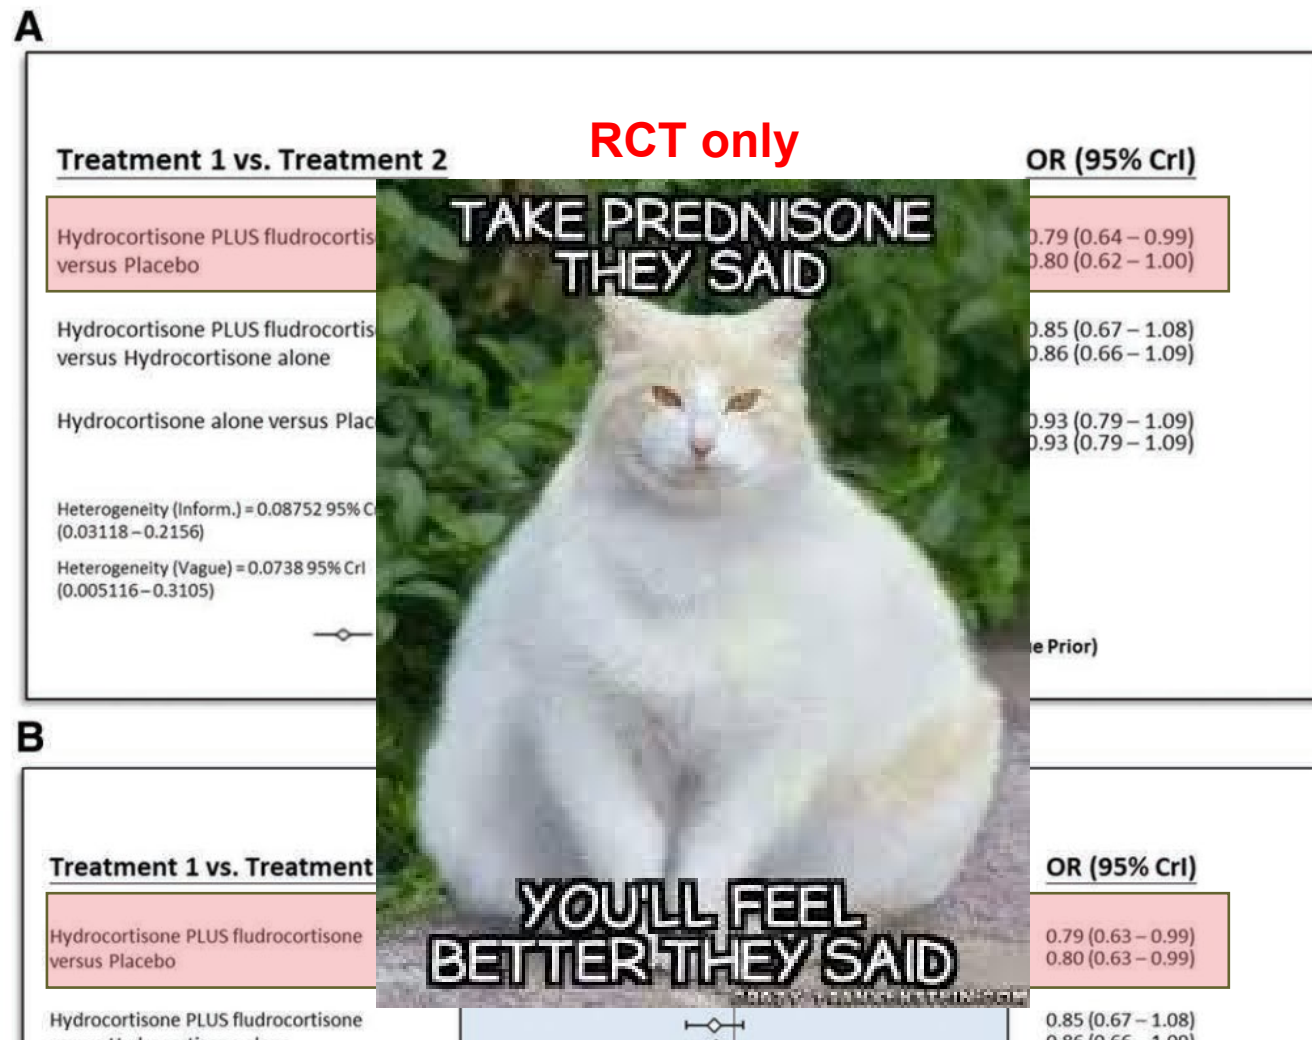 A
RCT only
Treatment 1 vs. Treatment 2
OR (95% CrI)
TAKE PREDNISONE
THEY SAID
Hydrocortisone PLUS fludrocortis
versus Placebo
0.79 (0.64 – 0.99)
0.80 (0.62 – 1.00)
Hydrocortisone PLUS fludrocortis
versus Hydrocortisone alone
0.85 (0.67 – 1.08)
0.86 (0.66 – 1.09)
Hydrocortisone alone versus Plac
0.93 (0.79 – 1.09)
0.93 (0.79 – 1.09)
Heterogeneity (Inform.) = 0.08752 95% C
(0.03118 – 0.2156)
Heterogeneity (Vague) = 0.0738 95% CrI
(0.005116 – 0.3105)
e Prior)
B
Treatment 1 vs. Treatment
OR (95% CrI)
YOU'LL FEEL
BETTER THEY SAID
Hydrocortisone PLUS fludrocortisone
versus Placebo
0.79 (0.63 – 0.99)
0.80 (0.63 – 0.99)
Hydrocortisone PLUS fludrocortisone
0.85 (0.67 – 1.08)